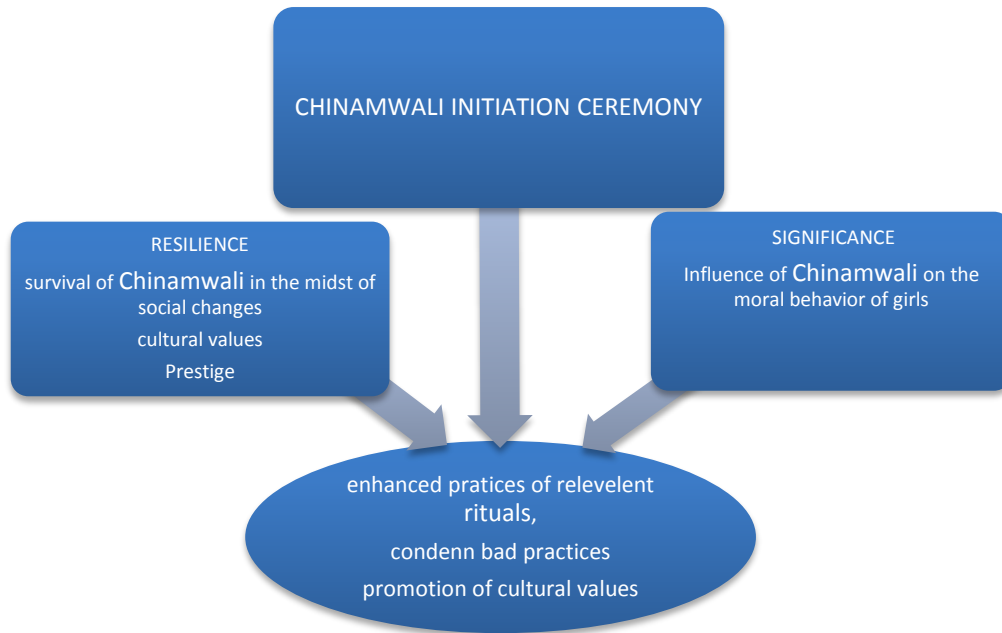 CHINAMWALI INITIATION CEREMONY
RESILIENCE
survival of Chinamwali in the midst of
social changes
cultural values
Prestige
SIGNIFICANCE
Influence of Chinamwali on the
moral behavior of girls
enhanced pratices of relevelent
rituals,
condenn bad practices
promotion of cultural values